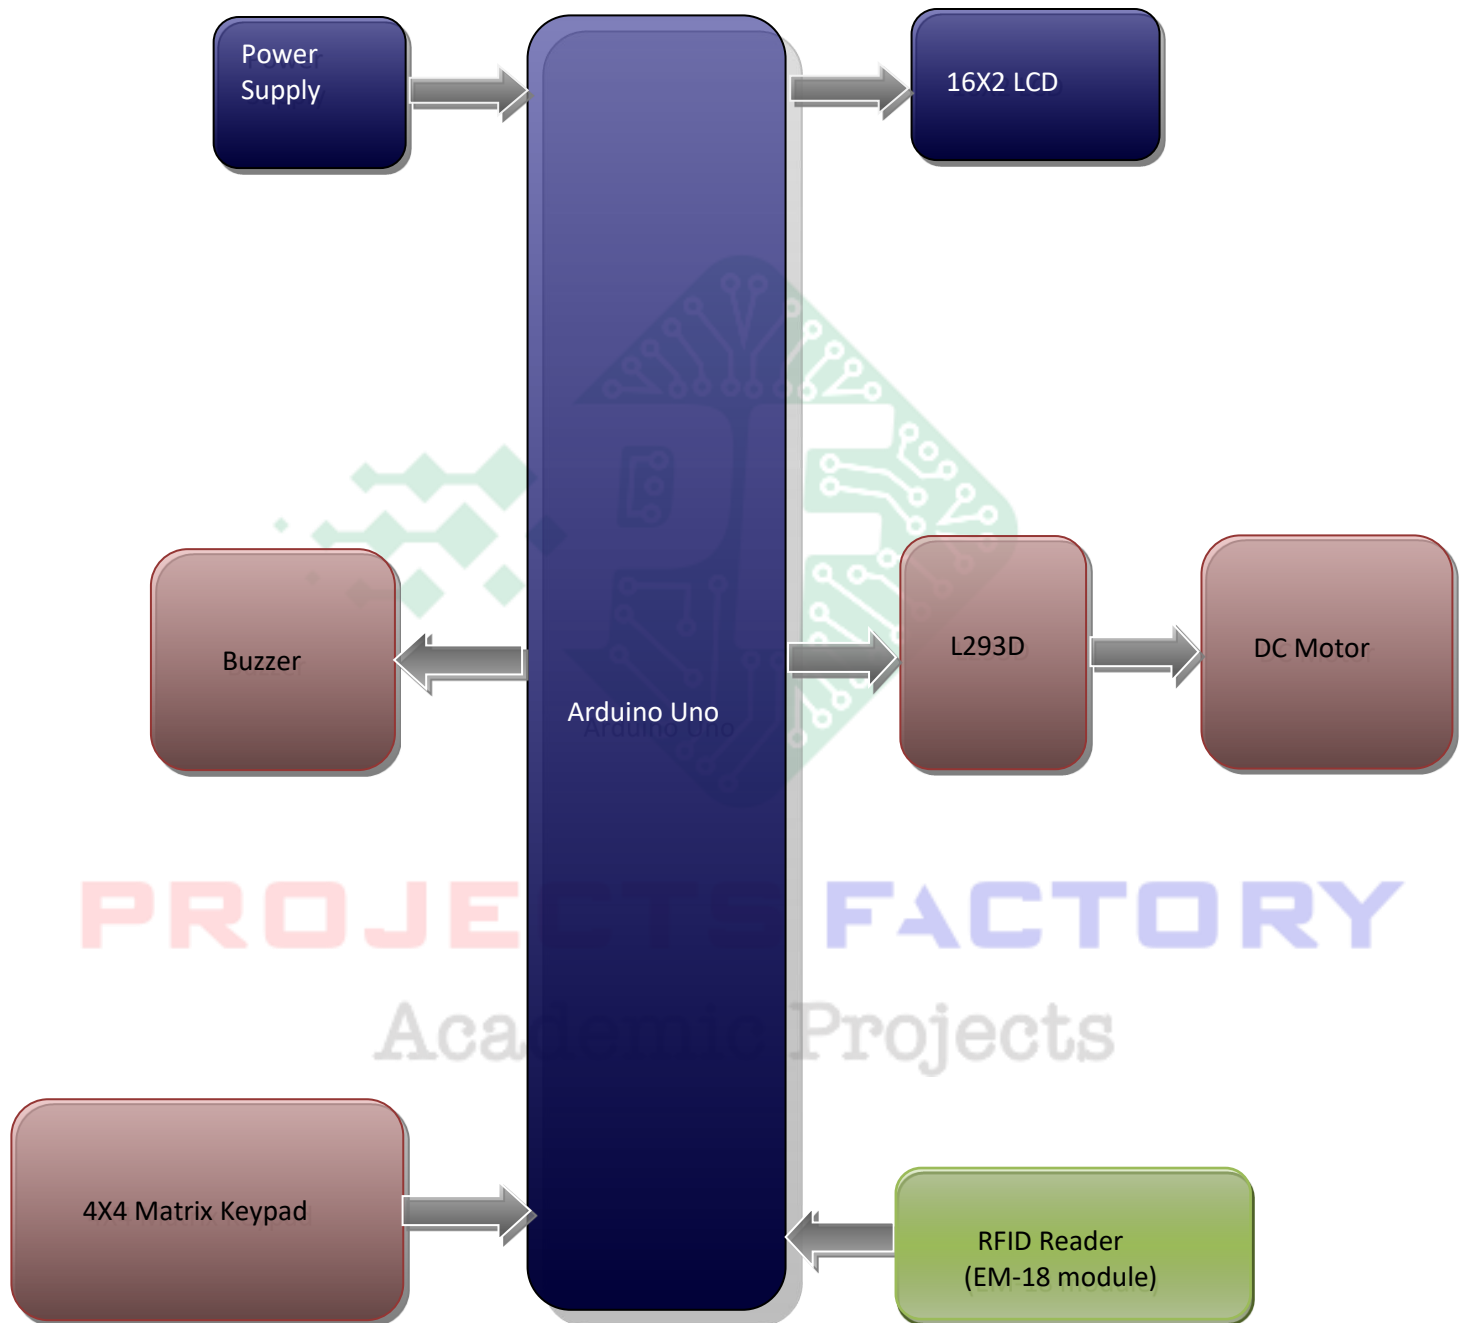 Power
Supply
16X2 LCD
Buzzer
Arduino Uno
L293D
DC Motor
PROJECTS FACTORY
Academic Projects
4X4 Matrix Keypad
RFID Reader
(EM-18 module)